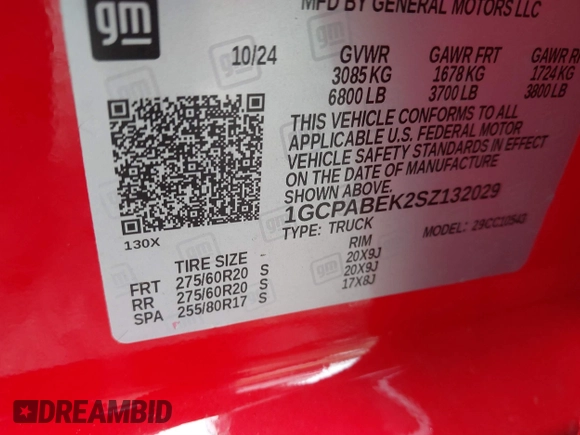 gm
MFD BY GENERAL MOTORS LLC
10/24 GVWR GAWR FRT GAWR RR
3085 KG 1678 KG 1724 KG
6800 LB 3700 LB 3800 LB
THIS VEHICLE CONFORMS TO ALL
APPLICABLE U.S. FEDERAL MOTOR
VEHICLE SAFETY STANDARDS IN EFFECT
ON THE DATE OF MANUFACTURE
SHOWN ABOVE.
1GCPABEK2SZ132029
130X TYPE: TRUCK MODEL:
TIRE SIZE RIM
FRT 275/60R20 S 20X9J
RR 275/60R20 S 20X9J
SPA 255/80R17 S 17X8J
DREAMBID